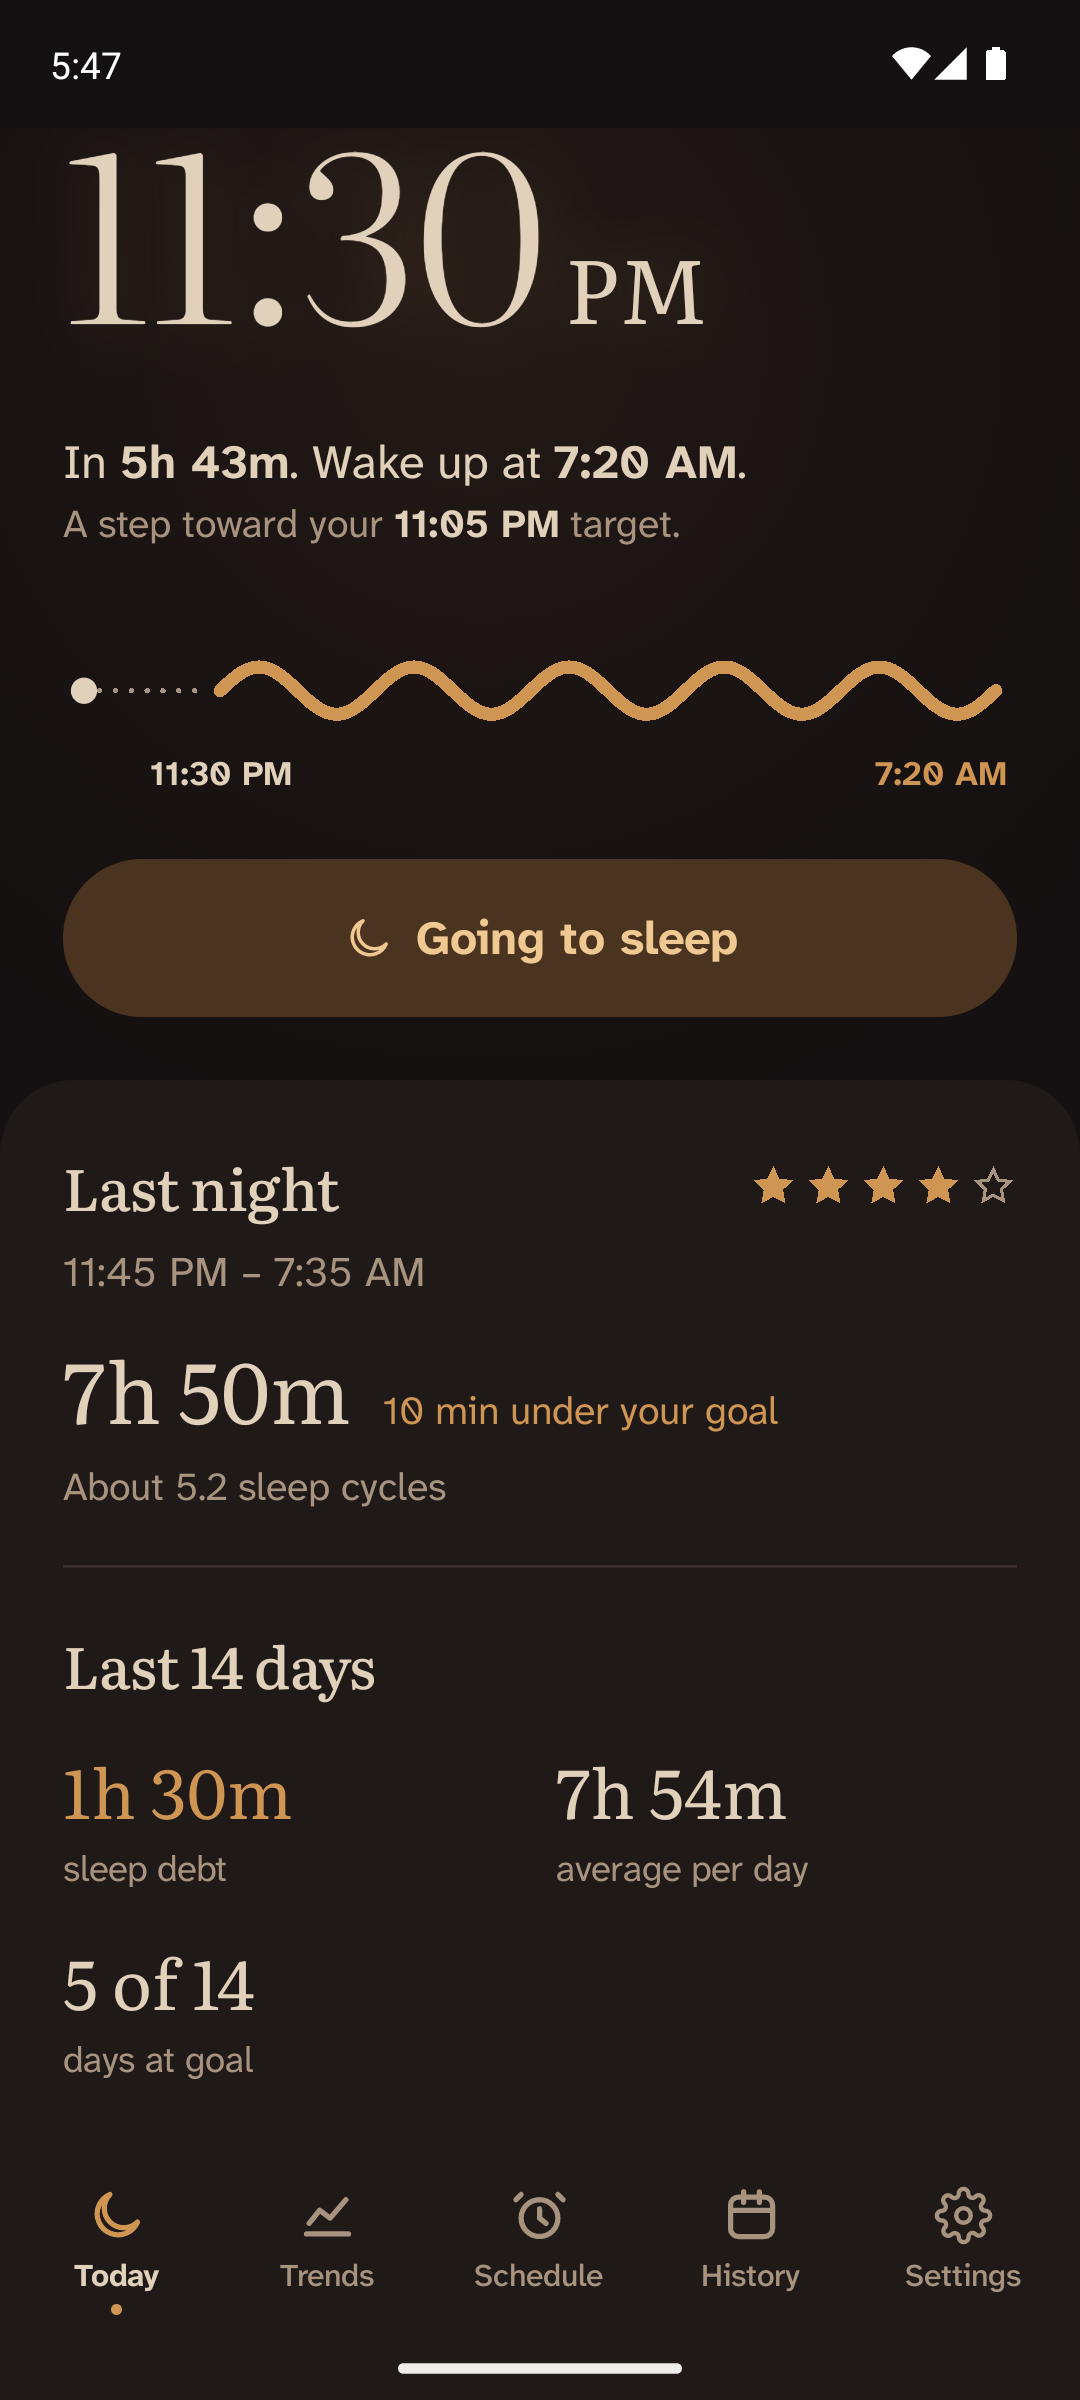 5:47
11:30 PM
In 5h 43m. Wake up at 7:20 AM.
A step toward your 11:05 PM target.
11:30 PM
7:20 AM
Going to sleep
Last night
11:45 PM – 7:35 AM
7h 50m 10 min under your goal
About 5.2 sleep cycles
Last 14 days
1h 30m
sleep debt
7h 54m
average per day
5 of 14
days at goal
Today
Trends
Schedule
History
Settings